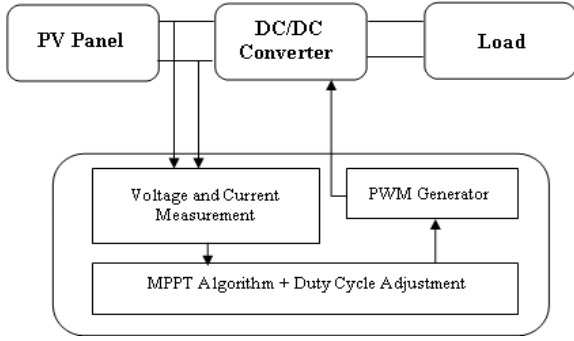 PV Panel
DC/DC
Converter
Load
Voltage and Current
Measurement
PWM Generator
MPPT Algorithm + Duty Cycle Adjustment